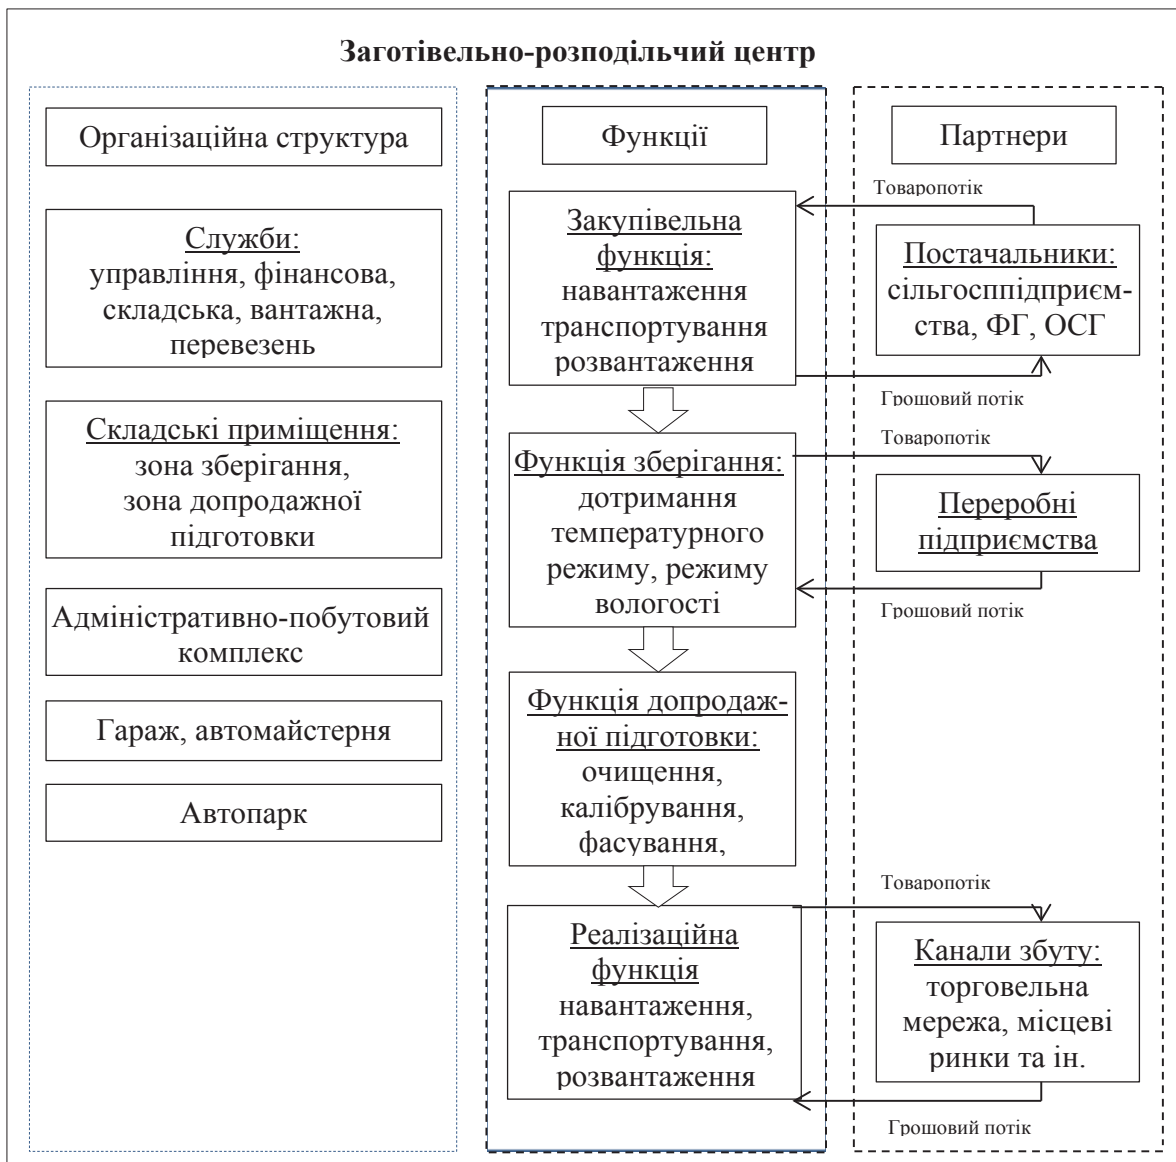 Заготівельно-розподільчий центр
Організаційна структура
Служби:
управління, фінансова,
складська, вантажна,
перевезень
Складські приміщення:
зона зберігання,
зона допродажної
підготовки
Адміністративно-побутовий
комплекс
Гараж, автомайстерня
Автопарк
Функції
Закупівельна
функція:
навантаження
транспортування
розвантаження
Функція зберігання:
дотримання
температурного
режиму, режиму
вологості
Функція допродаж-
ної підготовки:
очищення,
калібрування,
фасування,
Реалізаційна
функція
навантаження,
транспортування,
розвантаження
Партнери
Товаропотік
Постачальники:
сільгосппідприєм-
ства, ФГ, ОСГ
Грошовий потік
Товаропотік
Переробні
підприємства
Грошовий потік
Товаропотік
Канали збуту:
торговельна
мережа, місцеві
ринки та ін.
Грошовий потік